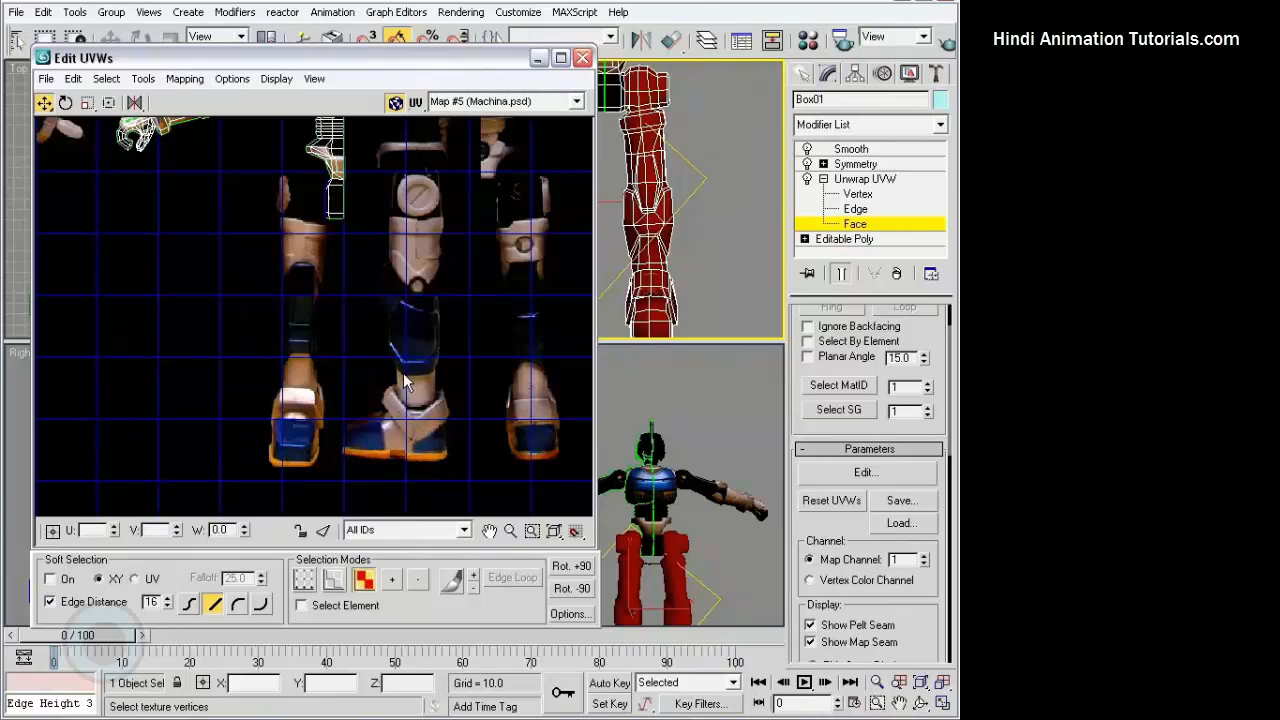 File Edit Tools Group Views Create Modifiers reactor Animation Graph Editors Rendering Customize MAXScript Help
Hindi Animation Tutorials.com
View
View
Edit UVWs
File Edit Select Tools Mapping Options Display View
UV Map #5 (Machina.psd)
Box01
Modifier List
Smooth
Symmetry
Unwrap UVW
Vertex
Edge
Face
Editable Poly
Ring Loop
Ignore Backfacing
Select By Element
Planar Angle 15.0
Select MatID 1
Select SG 1
Parameters
Edit...
Reset UVWs Save...
Load...
Channel:
Map Channel: 1
Vertex Color Channel
Display:
Show Pelt Seam
Show Map Seam
Top
Right
U: V: W: 0.0 All IDs
Soft Selection
On XY UV Falloff: 25.0
Edge Distance 16
Selection Modes
Edge Loop
Select Element
Rot. +90
Rot. -90
Options...
0 / 100
0 10 20 30 40 50 60 70 80 90 100
1 Object Sel X: Y: Z: Grid = 10.0 Auto Key Selected
Edge Height 3 Select texture vertices Add Time Tag Set Key Key Filters... 0